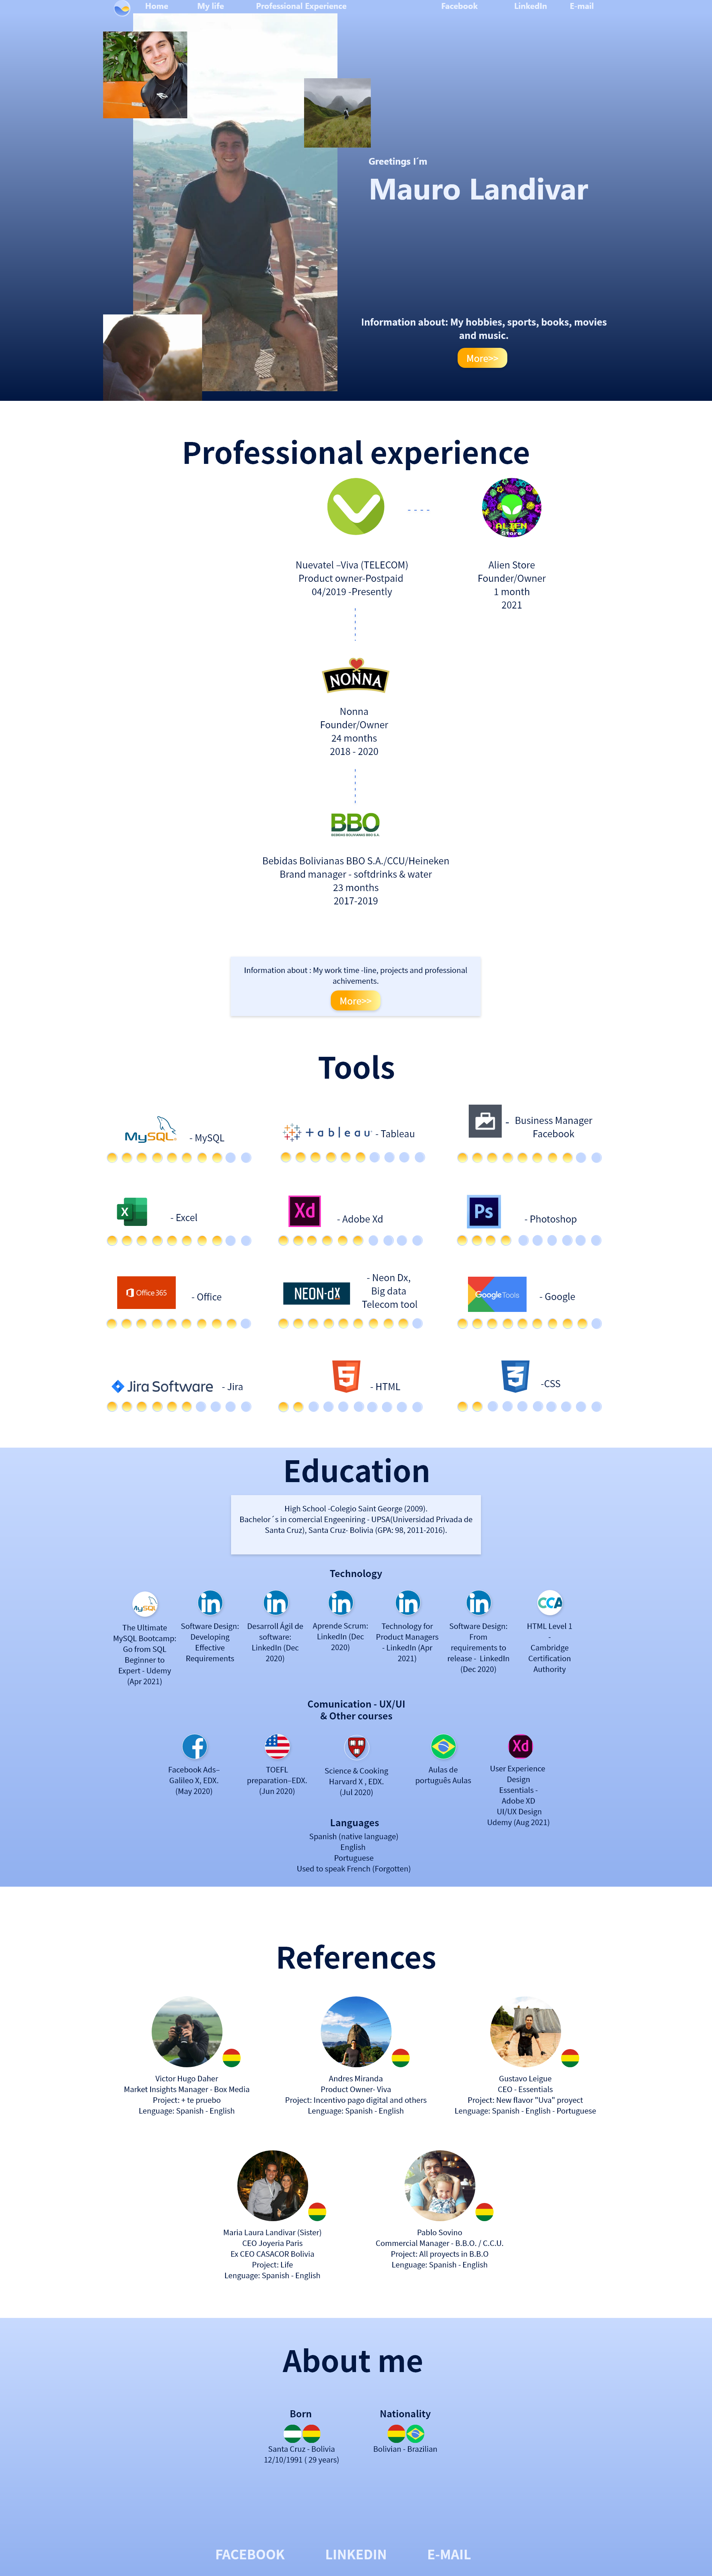 Home My life Professional Experience Facebook LinkedIn E-mail
Greetings I´m
Mauro Landivar
Information about: My hobbies, sports, books, movies
and music.
More>>
Professional experience
ALIEN
Store
Nuevatel –Viva (TELECOM)
Product owner-Postpaid
04/2019 -Presently
Alien Store
Founder/Owner
1 month
2021
NONNA
Nonna
Founder/Owner
24 months
2018 - 2020
BBO
BEBIDAS BOLIVIANAS BBO S.A.
Bebidas Bolivianas BBO S.A./CCU/Heineken
Brand manager - softdrinks & water
23 months
2017-2019
Information about : My work time -line, projects and professional
achivements.
More>>
Tools
MySQL - MySQL
+ a b | e a u - Tableau
- Business Manager
Facebook
X - Excel
Xd - Adobe Xd
Ps - Photoshop
Office 365 - Office
NEON-dX
- Neon Dx,
Big data
Telecom tool
Google Tools - Google
Jira Software - Jira
5 - HTML
3 -CSS
Education
High School -Colegio Saint George (2009).
Bachelor´s in comercial Engeeniring - UPSA(Universidad Privada de
Santa Cruz), Santa Cruz- Bolivia (GPA: 98, 2011-2016).
Technology
MySQL
The Ultimate
MySQL Bootcamp:
Go from SQL
Beginner to
Expert - Udemy
(Apr 2021)
in
Software Design:
Developing
Effective
Requirements
in
Desarroll Ágil de
software:
LinkedIn (Dec
2020)
in
Aprende Scrum:
LinkedIn (Dec
2020)
in
Technology for
Product Managers
- LinkedIn (Apr
2021)
in
Software Design:
From
requirements to
release - LinkedIn
(Dec 2020)
CCA
HTML Level 1
-
Cambridge
Certification
Authority
Comunication - UX/UI
& Other courses
f
Facebook Ads–
Galileo X, EDX.
(May 2020)
TOEFL
preparation–EDX.
(Jun 2020)
Science & Cooking
Harvard X , EDX.
(Jul 2020)
Aulas de
português Aulas
Xd
User Experience
Design
Essentials -
Adobe XD
UI/UX Design
Udemy (Aug 2021)
Languages
Spanish (native language)
English
Portuguese
Used to speak French (Forgotten)
References
Victor Hugo Daher
Market Insights Manager - Box Media
Project: + te pruebo
Lenguage: Spanish - English
Andres Miranda
Product Owner- Viva
Project: Incentivo pago digital and others
Lenguage: Spanish - English
Gustavo Leigue
CEO - Essentials
Project: New flavor "Uva" proyect
Lenguage: Spanish - English - Portuguese
Maria Laura Landivar (Sister)
CEO Joyeria Paris
Ex CEO CASACOR Bolivia
Project: Life
Lenguage: Spanish - English
Pablo Sovino
Commercial Manager - B.B.O. / C.C.U.
Project: All proyects in B.B.O
Lenguage: Spanish - English
About me
Born
Santa Cruz - Bolivia
12/10/1991 ( 29 years)
Nationality
Bolivian - Brazilian
FACEBOOK LINKEDIN E-MAIL